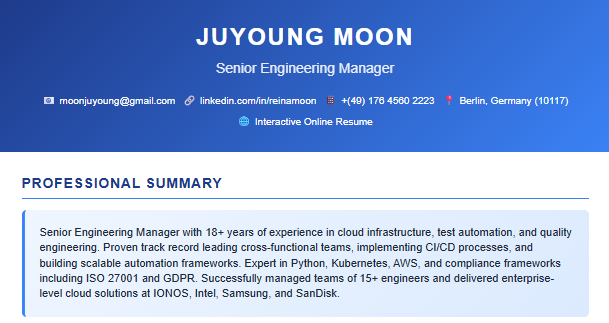 JUYOUNG MOON
Senior Engineering Manager
moonjuyoung@gmail.com linkedin.com/in/reinamoon +(49) 176 4560 2223 Berlin, Germany (10117)
Interactive Online Resume
PROFESSIONAL SUMMARY
Senior Engineering Manager with 18+ years of experience in cloud infrastructure, test automation, and quality
engineering. Proven track record leading cross-functional teams, implementing CI/CD processes, and
building scalable automation frameworks. Expert in Python, Kubernetes, AWS, and compliance frameworks
including ISO 27001 and GDPR. Successfully managed teams of 15+ engineers and delivered enterprise-
level cloud solutions at IONOS, Intel, Samsung, and SanDisk.